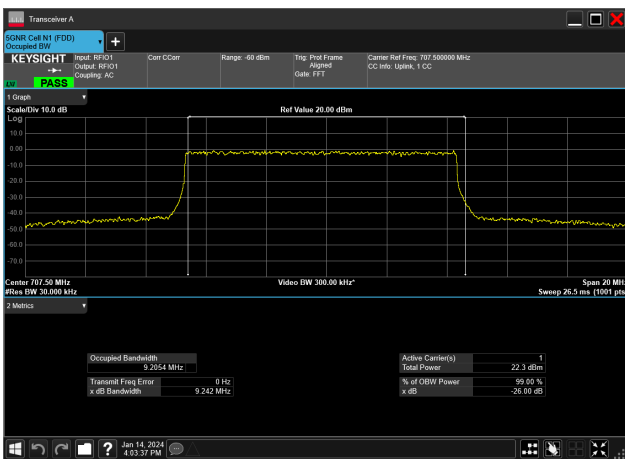 Transceiver A
5GNR Cell N1 (FDD)
Occupied BW
KEYSIGHT
Input: RFIO1
Output: RFIO1
Coupling: AC
Corr CCorr
Range: -60 dBm
Trig: Prot Frame
Aligned
Gate: FFT
Carrier Ref Freq: 707.500000 MHz
CC Info: Uplink, 1 CC
PASS
1 Graph
Scale/Div 10.0 dB
Ref Value 20.00 dBm
Log
10.0
0.00
-10.0
-20.0
-30.0
-40.0
-50.0
-60.0
-70.0
Center 707.50 MHz
Video BW 300.00 kHz*
Span 20 MHz
#Res BW 30.000 kHz
Sweep 26.5 ms (1001 pts
2 Metrics
Occupied Bandwidth
9.2054 MHz
Active Carrier(s) 1
Total Power 22.3 dBm
Transmit Freq Error 0 Hz
x dB Bandwidth 9.242 MHz
% of OBW Power 99.00 %
x dB -26.00 dB
?
Jan 14, 2024
4:03:37 PM